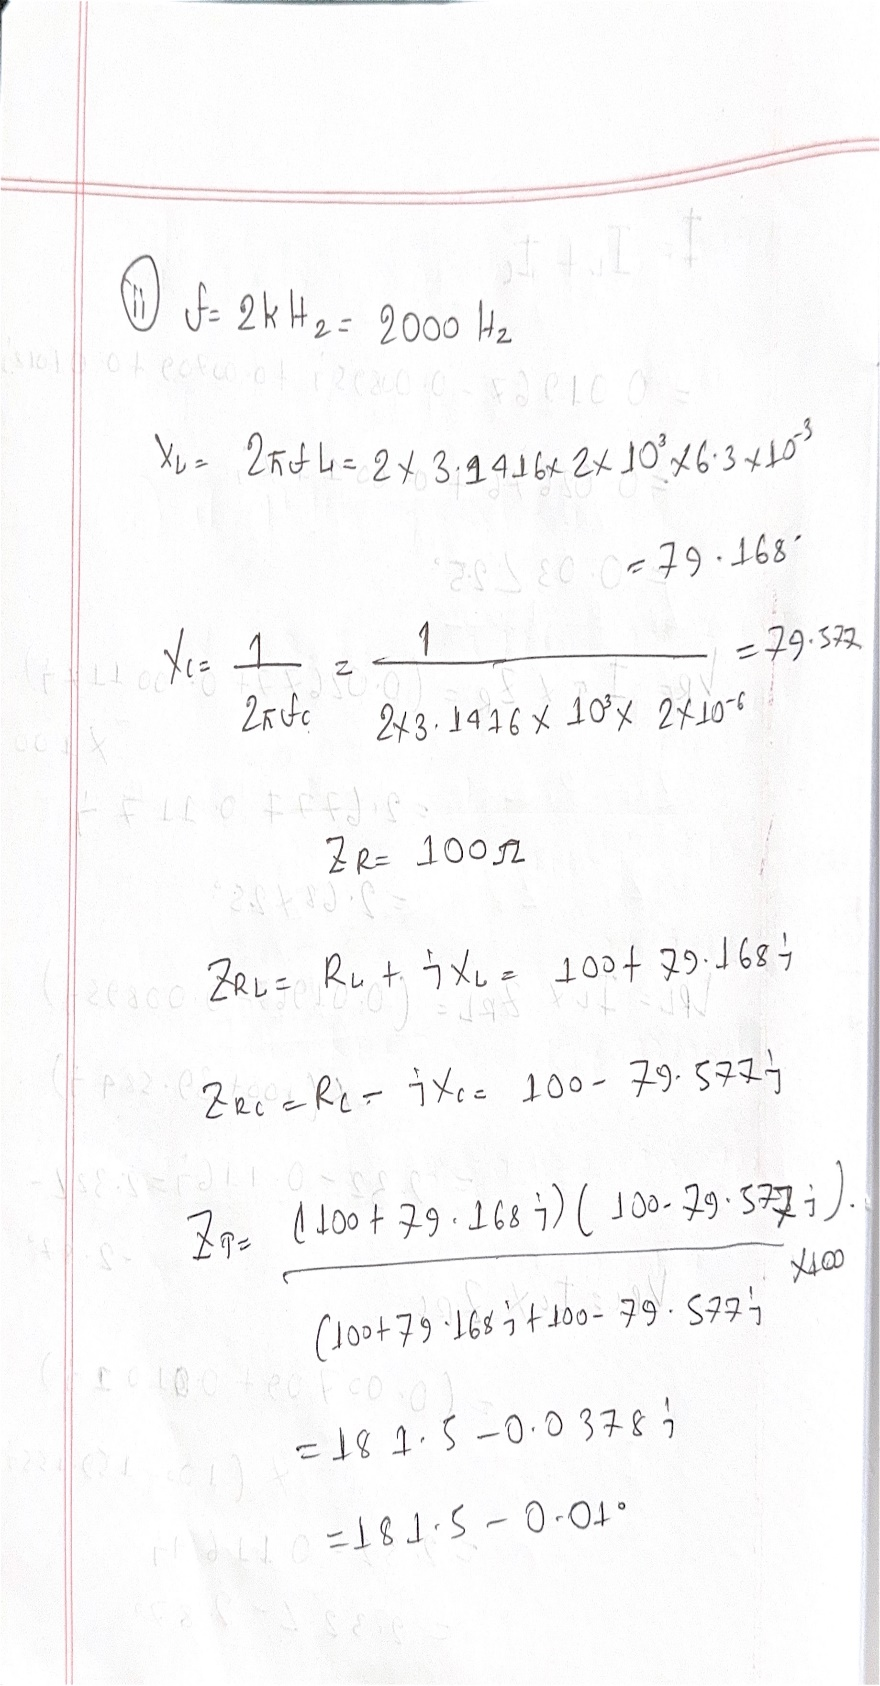 ii f = 2kHz = 2000 Hz
XL = 2πfL = 2 × 3.1416 × 2 × 10³ × 6.3 × 10⁻³
= 79.168
Xc = 1 / 2πfc = 1 / 2×3.1416 × 10³ × 2×10⁻⁶ = 79.577
ZR = 100Ω
ZRL = RL + jXL = 100 + 79.168j
ZRC = RC - jXc = 100 - 79.577j
ZT = (100 + 79.168j)(100 - 79.577j) / (100 + 79.168j + 100 - 79.577j +100
= 181.5 - 0.0378j
= 181.5 - 0.01°